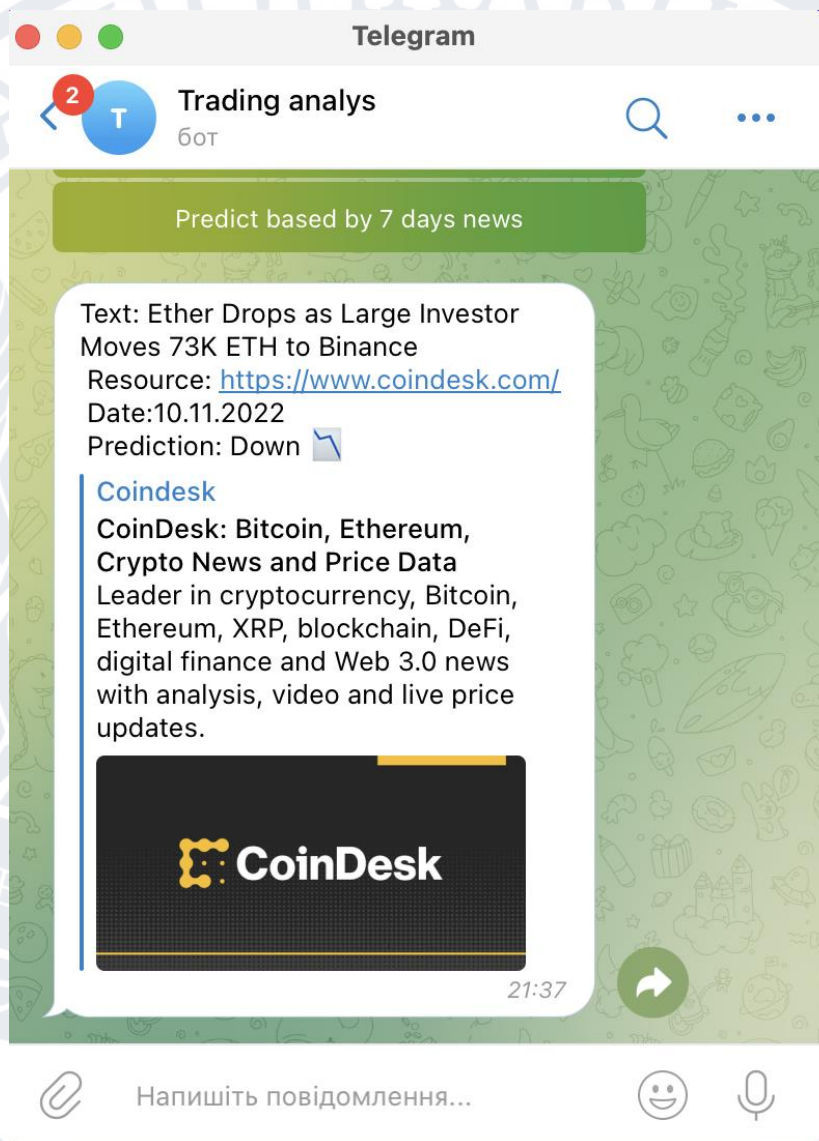 Telegram
2
T
Trading analys
бот
Predict based by 7 days news
Text: Ether Drops as Large Investor
Moves 73K ETH to Binance
Resource: https://www.coindesk.com/
Date:10.11.2022
Prediction: Down
Coindesk
CoinDesk: Bitcoin, Ethereum,
Crypto News and Price Data
Leader in cryptocurrency, Bitcoin,
Ethereum, XRP, blockchain, DeFi,
digital finance and Web 3.0 news
with analysis, video and live price
updates.
CoinDesk
21:37
Напишіть повідомлення...